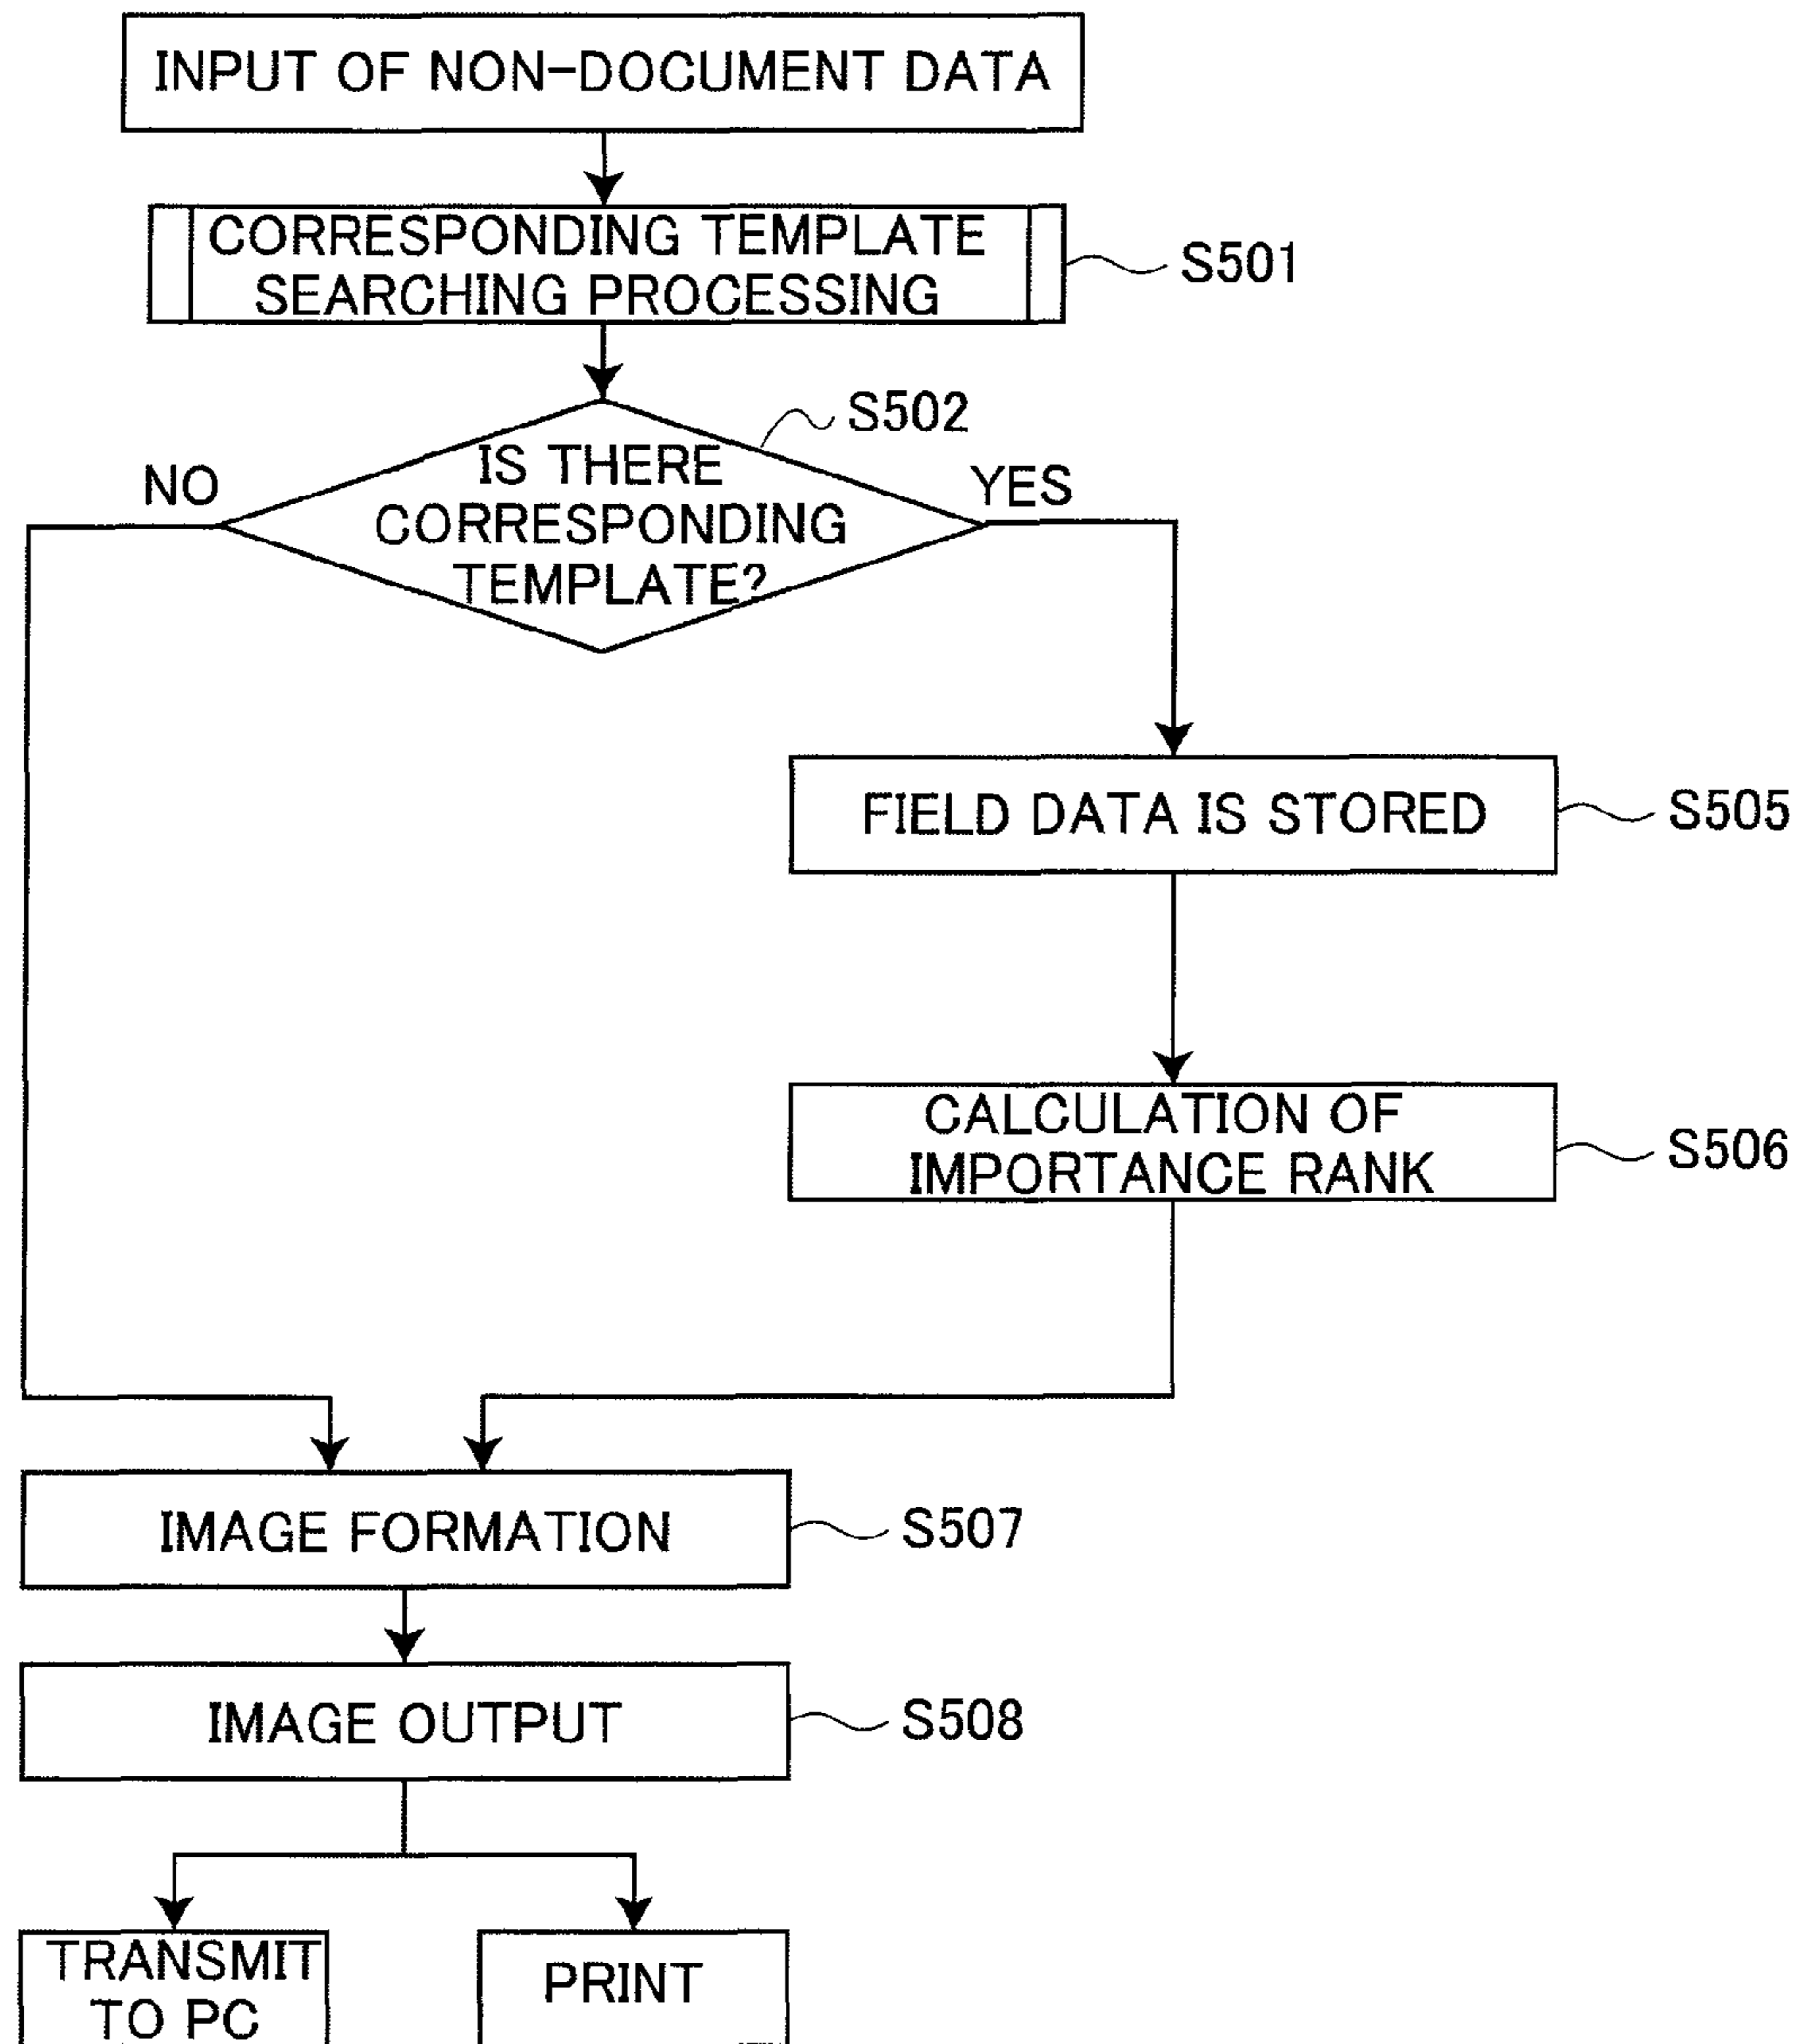 INPUT OF NON-DOCUMENT DATA
CORRESPONDING TEMPLATE
SEARCHING PROCESSING
S501
S502
IS THERE
CORRESPONDING
TEMPLATE?
NO
YES
FIELD DATA IS STORED
S505
CALCULATION OF
IMPORTANCE RANK
S506
IMAGE FORMATION
S507
IMAGE OUTPUT
S508
TRANSMIT
TO PC
PRINT